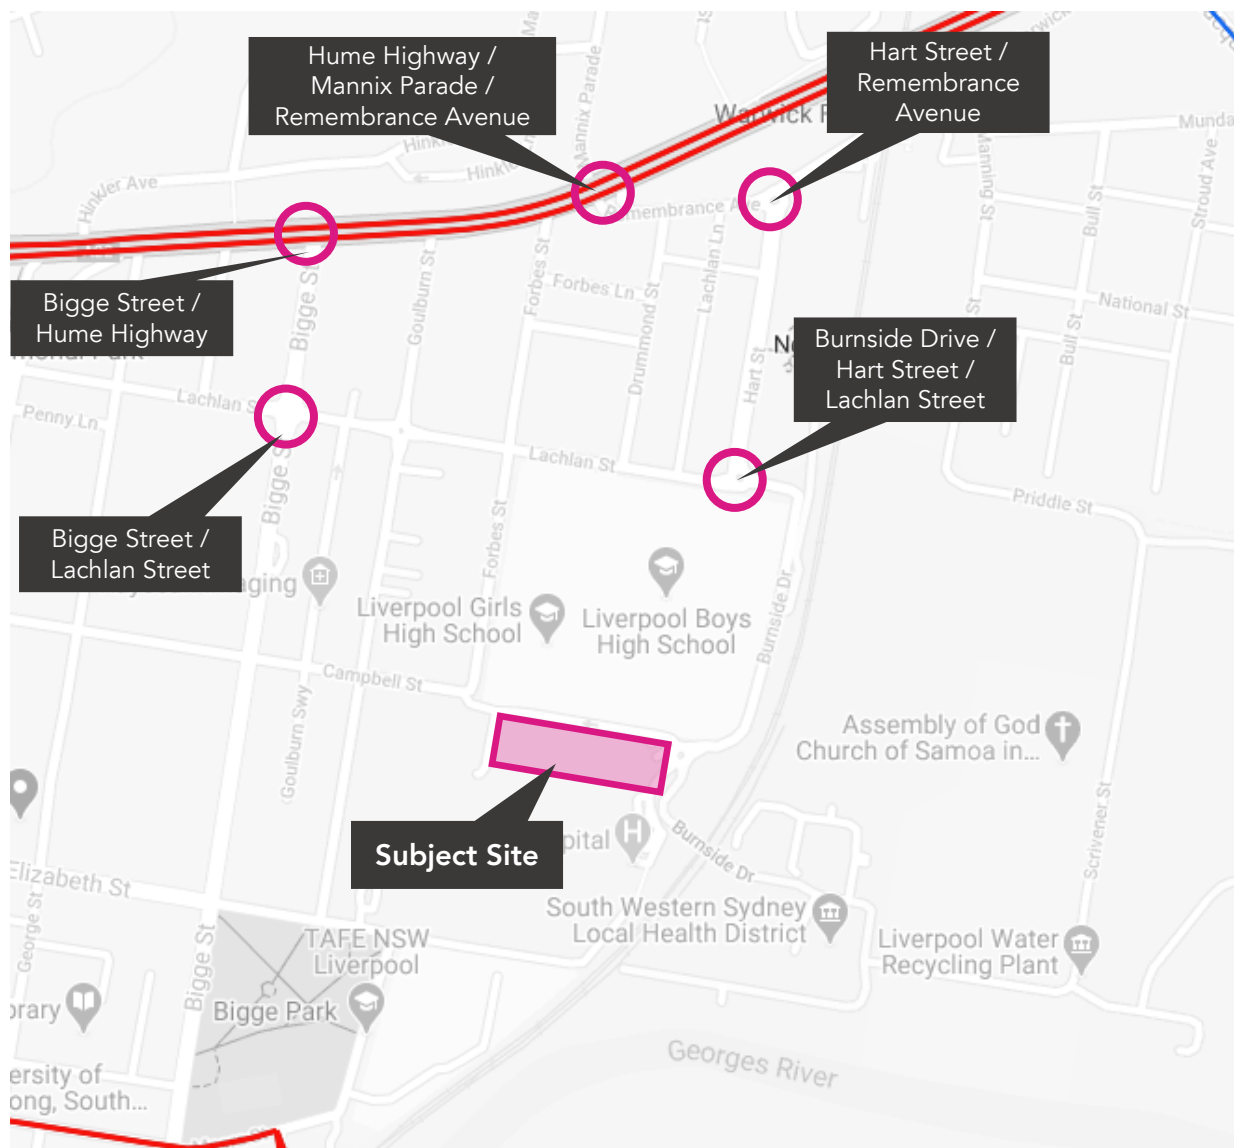 Hume Highway /
Mannix Parade /
Remembrance Avenue
Hart Street /
Remembrance
Avenue
Mannix Parade
Hinkler Ave
Remembrance Ave
Manning St
Bull St
Stroud Ave
Bigge Street /
Hume Highway
Bigge St
Goulburn St
Forbes St
Forbes Ln
Drummond St
Lachlan Ln
Hart St
National St
Bull St
Burnside Drive /
Hart Street /
Lachlan Street
Penny Ln
Lachlan
Lachlan St
Priddle St
Bigge
Bigge Street /
Lachlan Street
Forbes St
Liverpool Girls
High School
Liverpool Boys
High School
Burnside Dr
Campbell St
Goulburn Swy
Assembly of God
Church of Samoa in...
Scrivener St
Subject Site
H
Burnside Dr
Elizabeth St
George St
Bigge St
TAFE NSW
Liverpool
South Western Sydney
Local Health District
Liverpool Water
Recycling Plant
Bigge Park
Georges River
South...